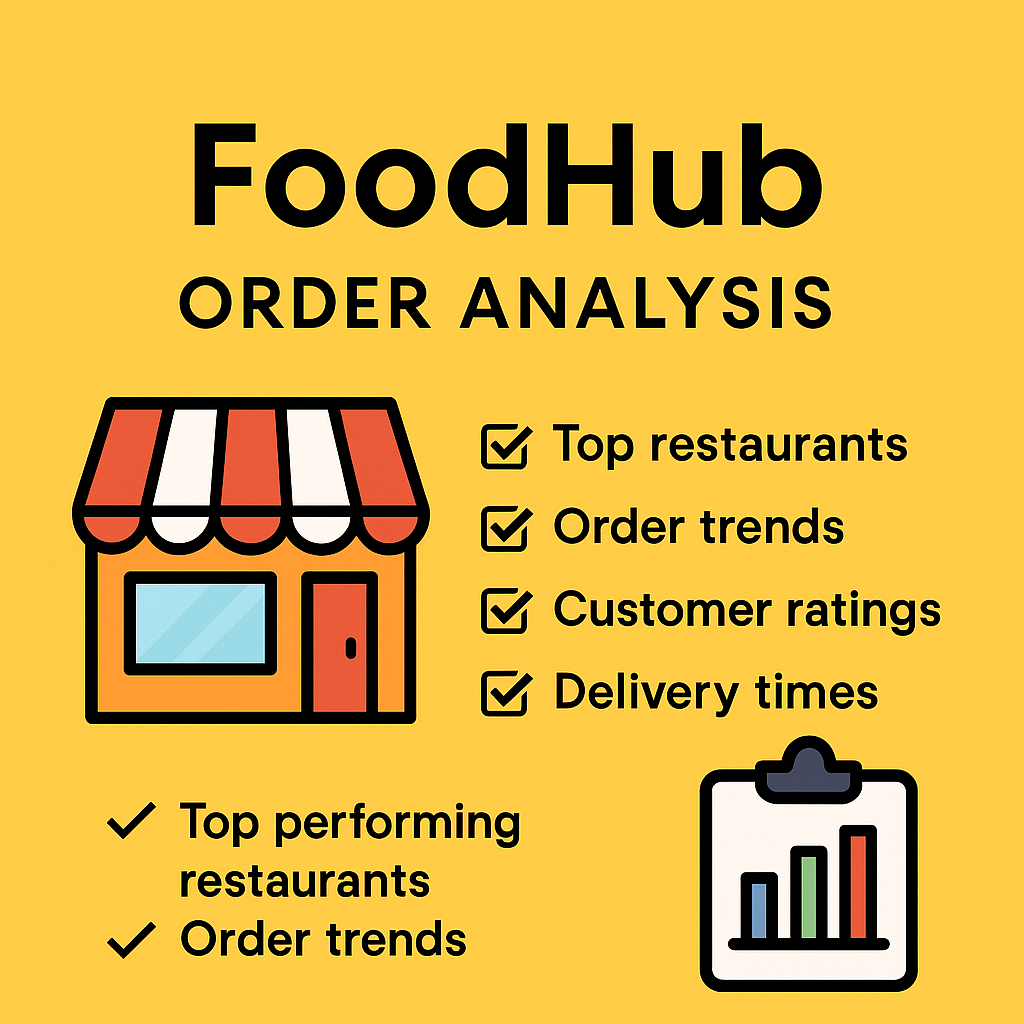 FoodHub
ORDER ANALYSIS
Top restaurants
Order trends
Customer ratings
Delivery times
Top performing
restaurants
Order trends